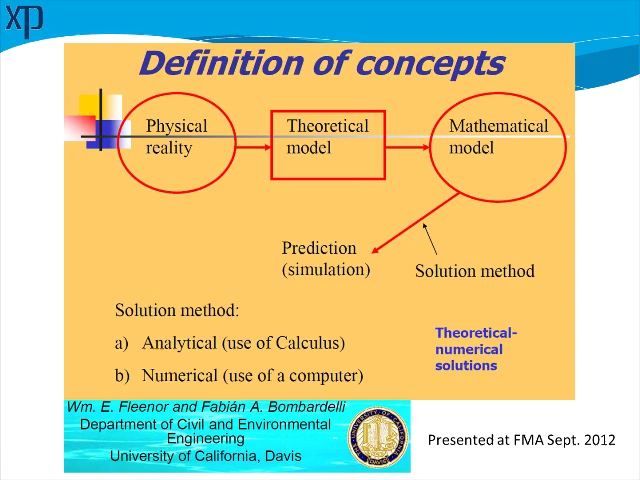 XP
Definition of concepts
Physical
reality
Theoretical
model
Mathematical
model
Prediction
(simulation)
Solution method
Solution method:
a) Analytical (use of Calculus)
b) Numerical (use of a computer)
Theoretical-
numerical
solutions
Wm. E. Fleenor and Fabián A. Bombardelli
Department of Civil and Environmental
Engineering
University of California, Davis
Presented at FMA Sept. 2012